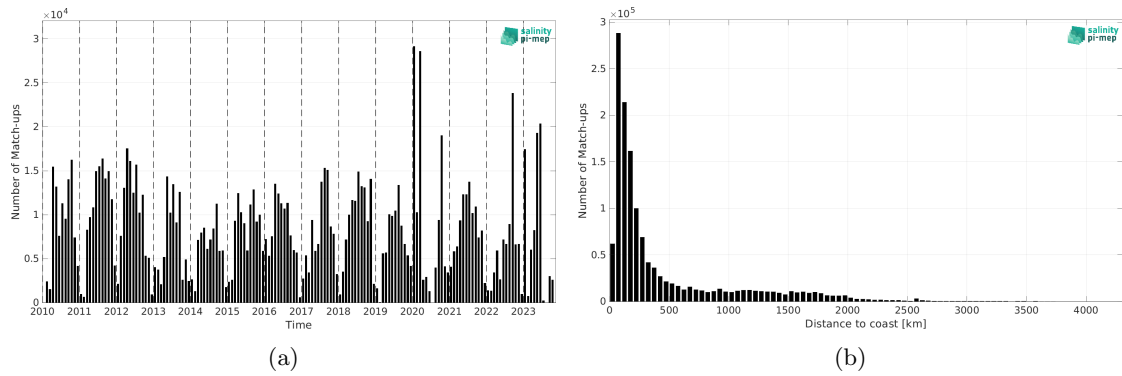 ×10⁴
salinity
pi-mep
3
2.5
2
1.5
1
0.5
0
Number of Match-ups
2010 2011 2012 2013 2014 2015 2016 2017 2018 2019 2020 2021 2022 2023
Time
(a)
×10⁵
salinity
pi-mep
3
2.5
2
1.5
1
0.5
0
Number of Match-ups
0 500 1000 1500 2000 2500 3000 3500 4000
Distance to coast [km]
(b)